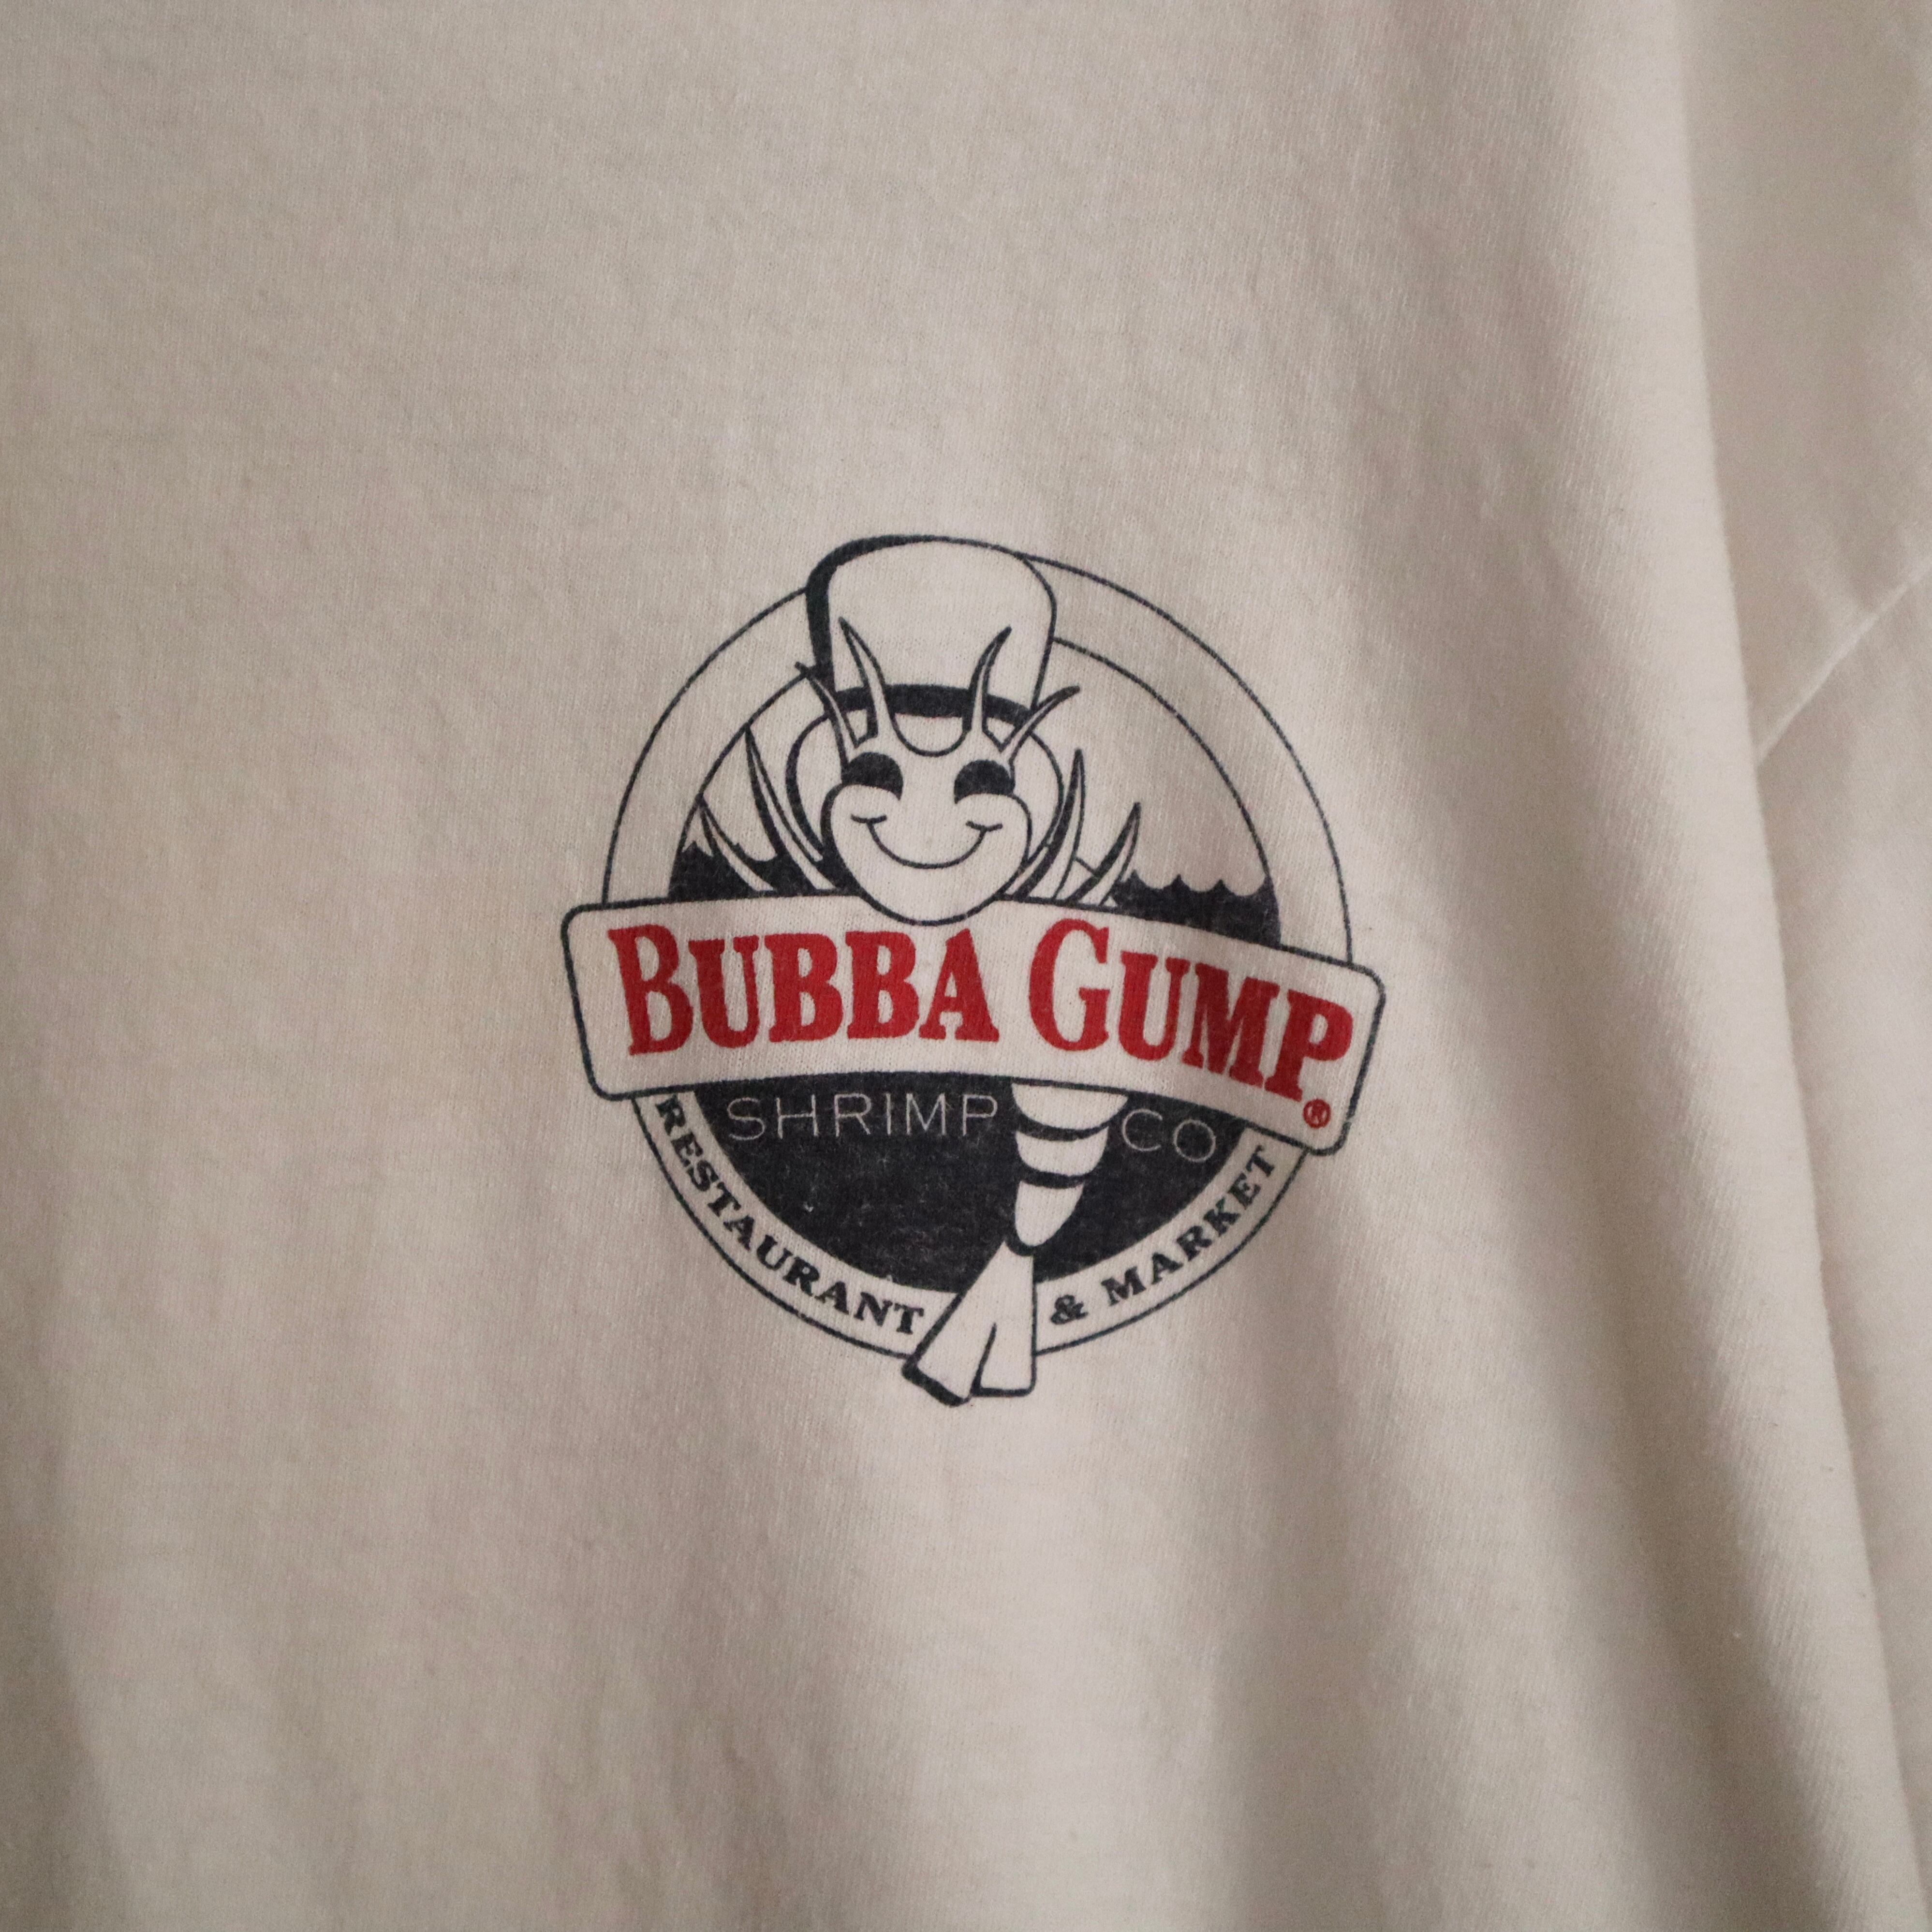 BUBBA GUMP®
SHRIMP CO
RESTAURANT & MARKET